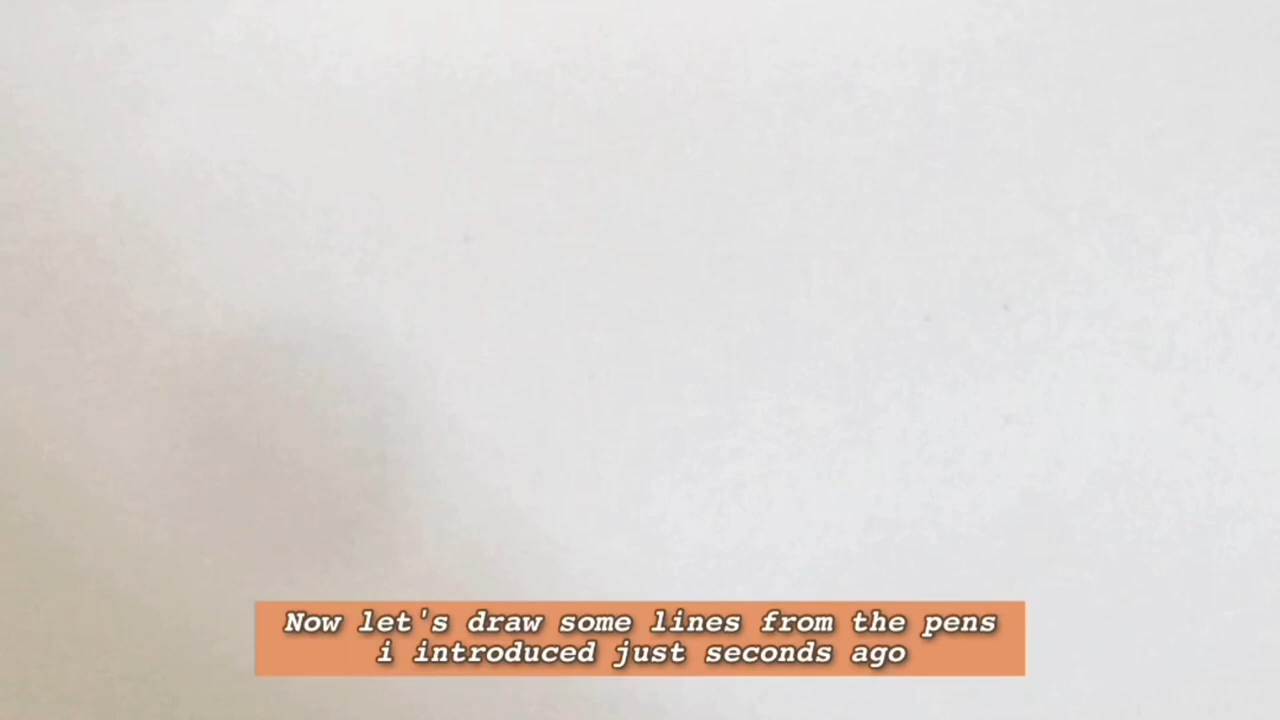 Now let's draw some lines from the pens
i introduced just seconds ago